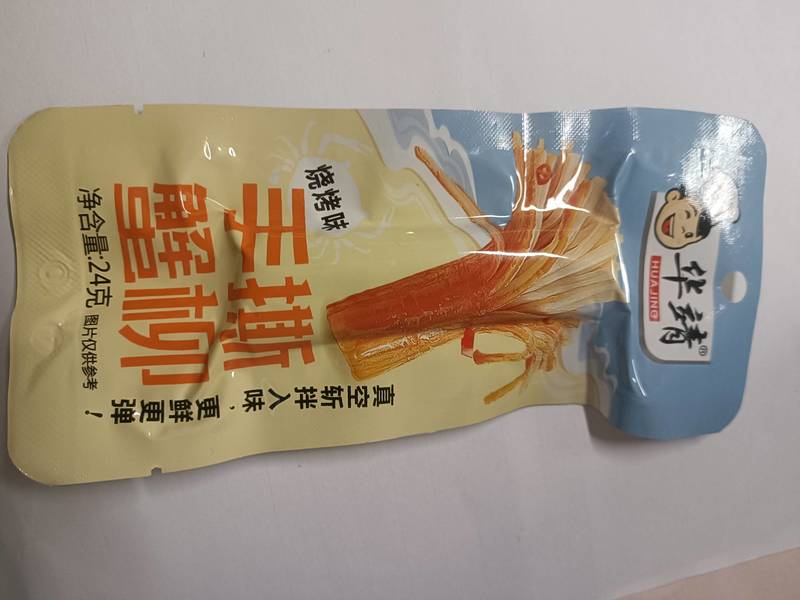 华靖®
HUAJING
烧烤味
手撕
蟹柳
真空斩拌入味，更鲜更弹！
净含量:24克 图片仅供参考